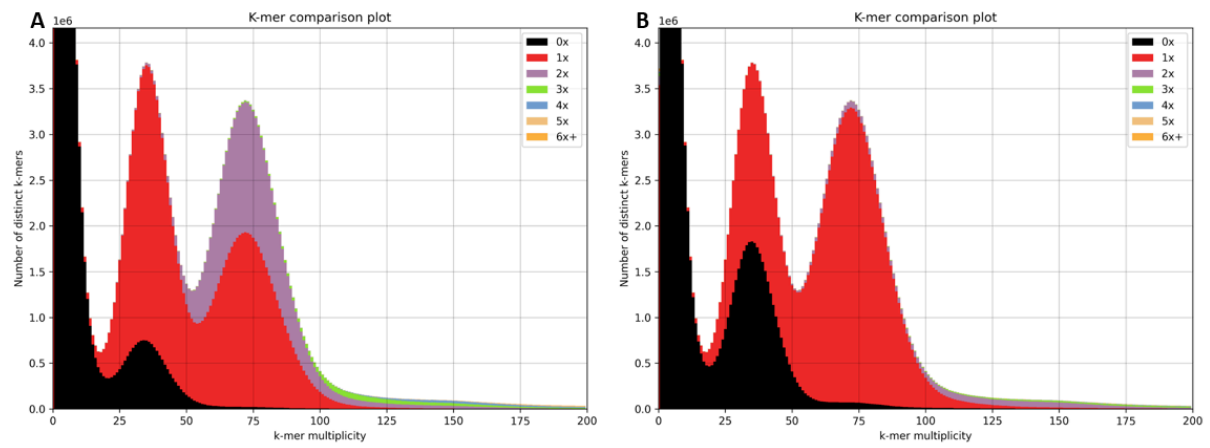 A
K-mer comparison plot
1e6
Number of distinct k-mers
4.0
3.5
3.0
2.5
2.0
1.5
1.0
0.5
0.0
0x
1x
2x
3x
4x
5x
6x+
0 25 50 75 100 125 150 175 200
k-mer multiplicity
B
K-mer comparison plot
1e6
Number of distinct k-mers
4.0
3.5
3.0
2.5
2.0
1.5
1.0
0.5
0.0
0x
1x
2x
3x
4x
5x
6x+
0 25 50 75 100 125 150 175 200
k-mer multiplicity